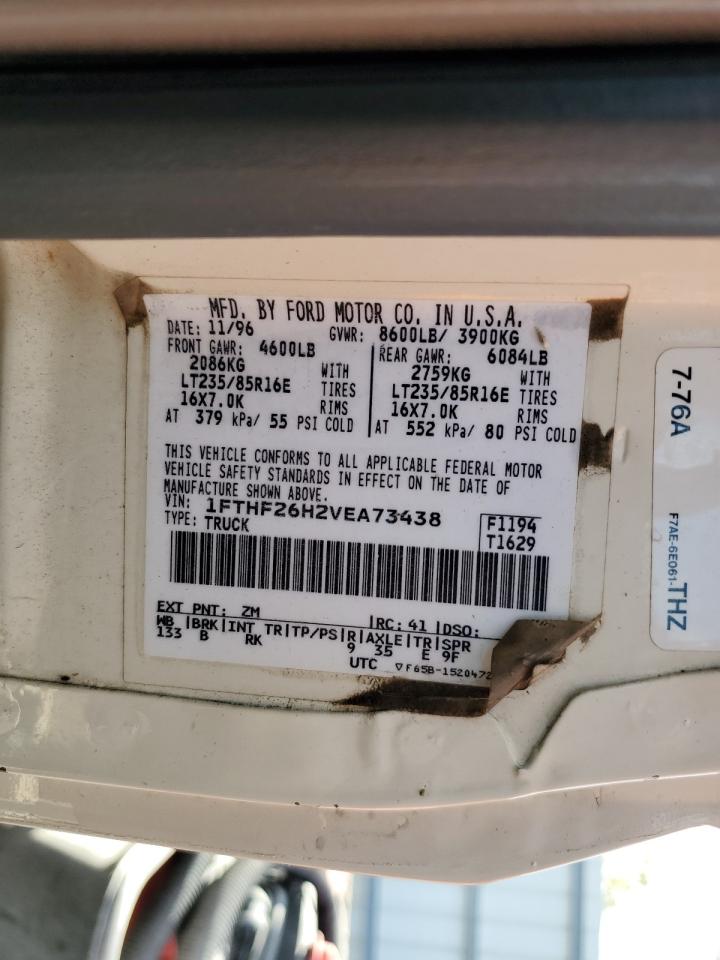 MFD. BY FORD MOTOR CO. IN U.S.A.
DATE: 11/96 GVWR: 8600LB/ 3900KG
FRONT GAWR: 4600LB
2086KG WITH
LT235/85R16E TIRES
16X7.0K RIMS
AT 379 kPa/ 55 PSI COLD
REAR GAWR: 6084LB
2759KG WITH
LT235/85R16E TIRES
16X7.0K RIMS
AT 552 kPa/ 80 PSI COLD
THIS VEHICLE CONFORMS TO ALL APPLICABLE FEDERAL MOTOR
VEHICLE SAFETY STANDARDS IN EFFECT ON THE DATE OF
MANUFACTURE SHOWN ABOVE.
VIN: 1FTHF26H2VEA73438
TYPE: TRUCK
F1194
T1629
EXT PNT: ZM RC: 41 DSO:
WB BRK INT TR TP/PS R AXLE TR SPR
133 B RK 9 35 E 9F
UTC ▽F65B-1520472
7-76A
F7AE-6E061-THZ